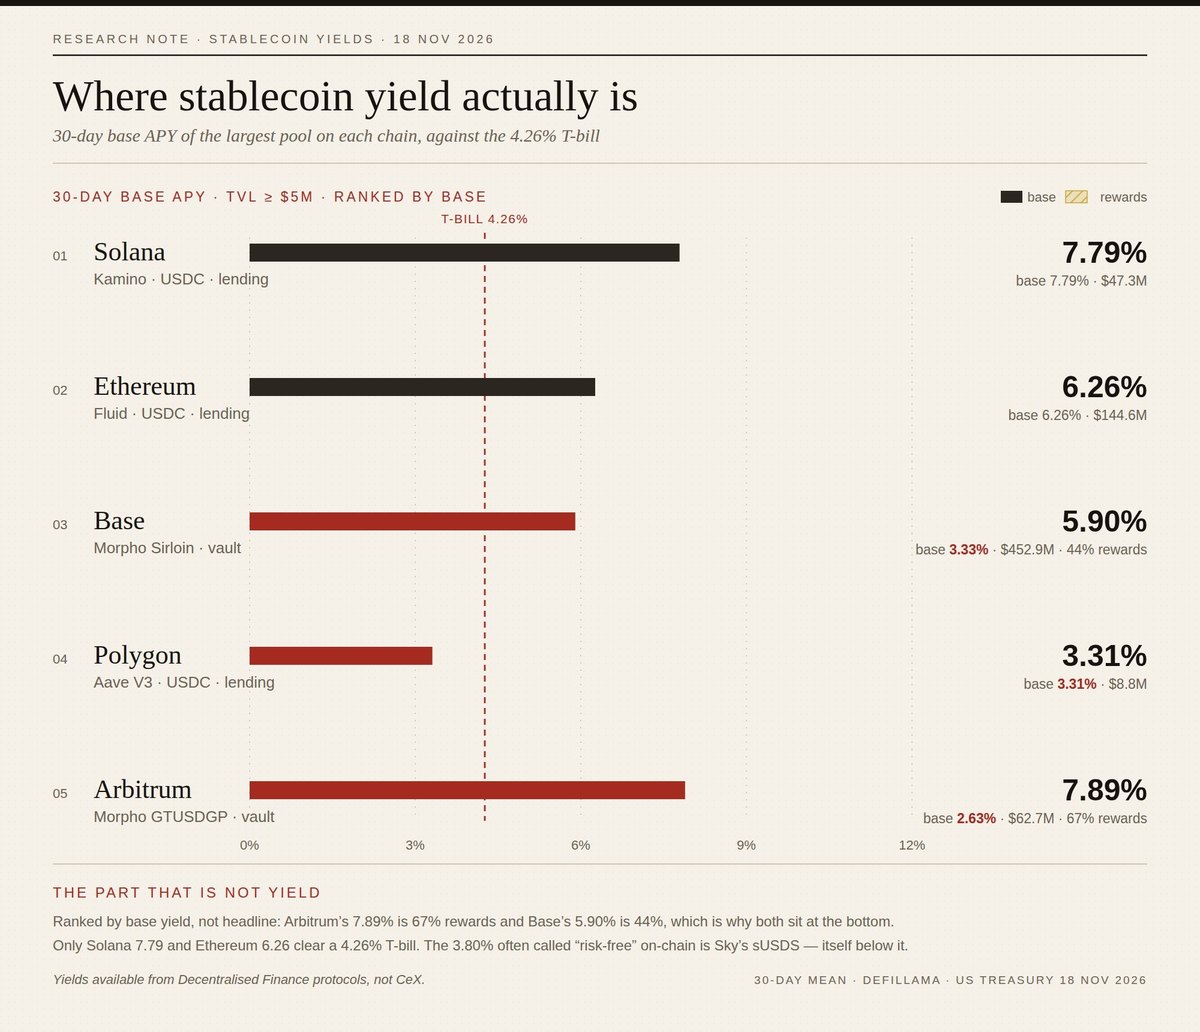 RESEARCH NOTE · STABLECOIN YIELDS · 18 NOV 2026
Where stablecoin yield actually is
30-day base APY of the largest pool on each chain, against the 4.26% T-bill
30-DAY BASE APY · TVL ≥ $5M · RANKED BY BASE
base rewards
T-BILL 4.26%
01 Solana 7.79%
Kamino · USDC · lending base 7.79% · $47.3M
02 Ethereum 6.26%
Fluid · USDC · lending base 6.26% · $144.6M
03 Base 5.90%
Morpho Sirloin · vault base 3.33% · $452.9M · 44% rewards
04 Polygon 3.31%
Aave V3 · USDC · lending base 3.31% · $8.8M
05 Arbitrum 7.89%
Morpho GTUSDGP · vault base 2.63% · $62.7M · 67% rewards
0% 3% 6% 9% 12%
THE PART THAT IS NOT YIELD
Ranked by base yield, not headline: Arbitrum’s 7.89% is 67% rewards and Base’s 5.90% is 44%, which is why both sit at the bottom.
Only Solana 7.79 and Ethereum 6.26 clear a 4.26% T-bill. The 3.80% often called “risk-free” on-chain is Sky’s sUSDS — itself below it.
Yields available from Decentralised Finance protocols, not CeX.
30-DAY MEAN · DEFILLAMA · US TREASURY 18 NOV 2026